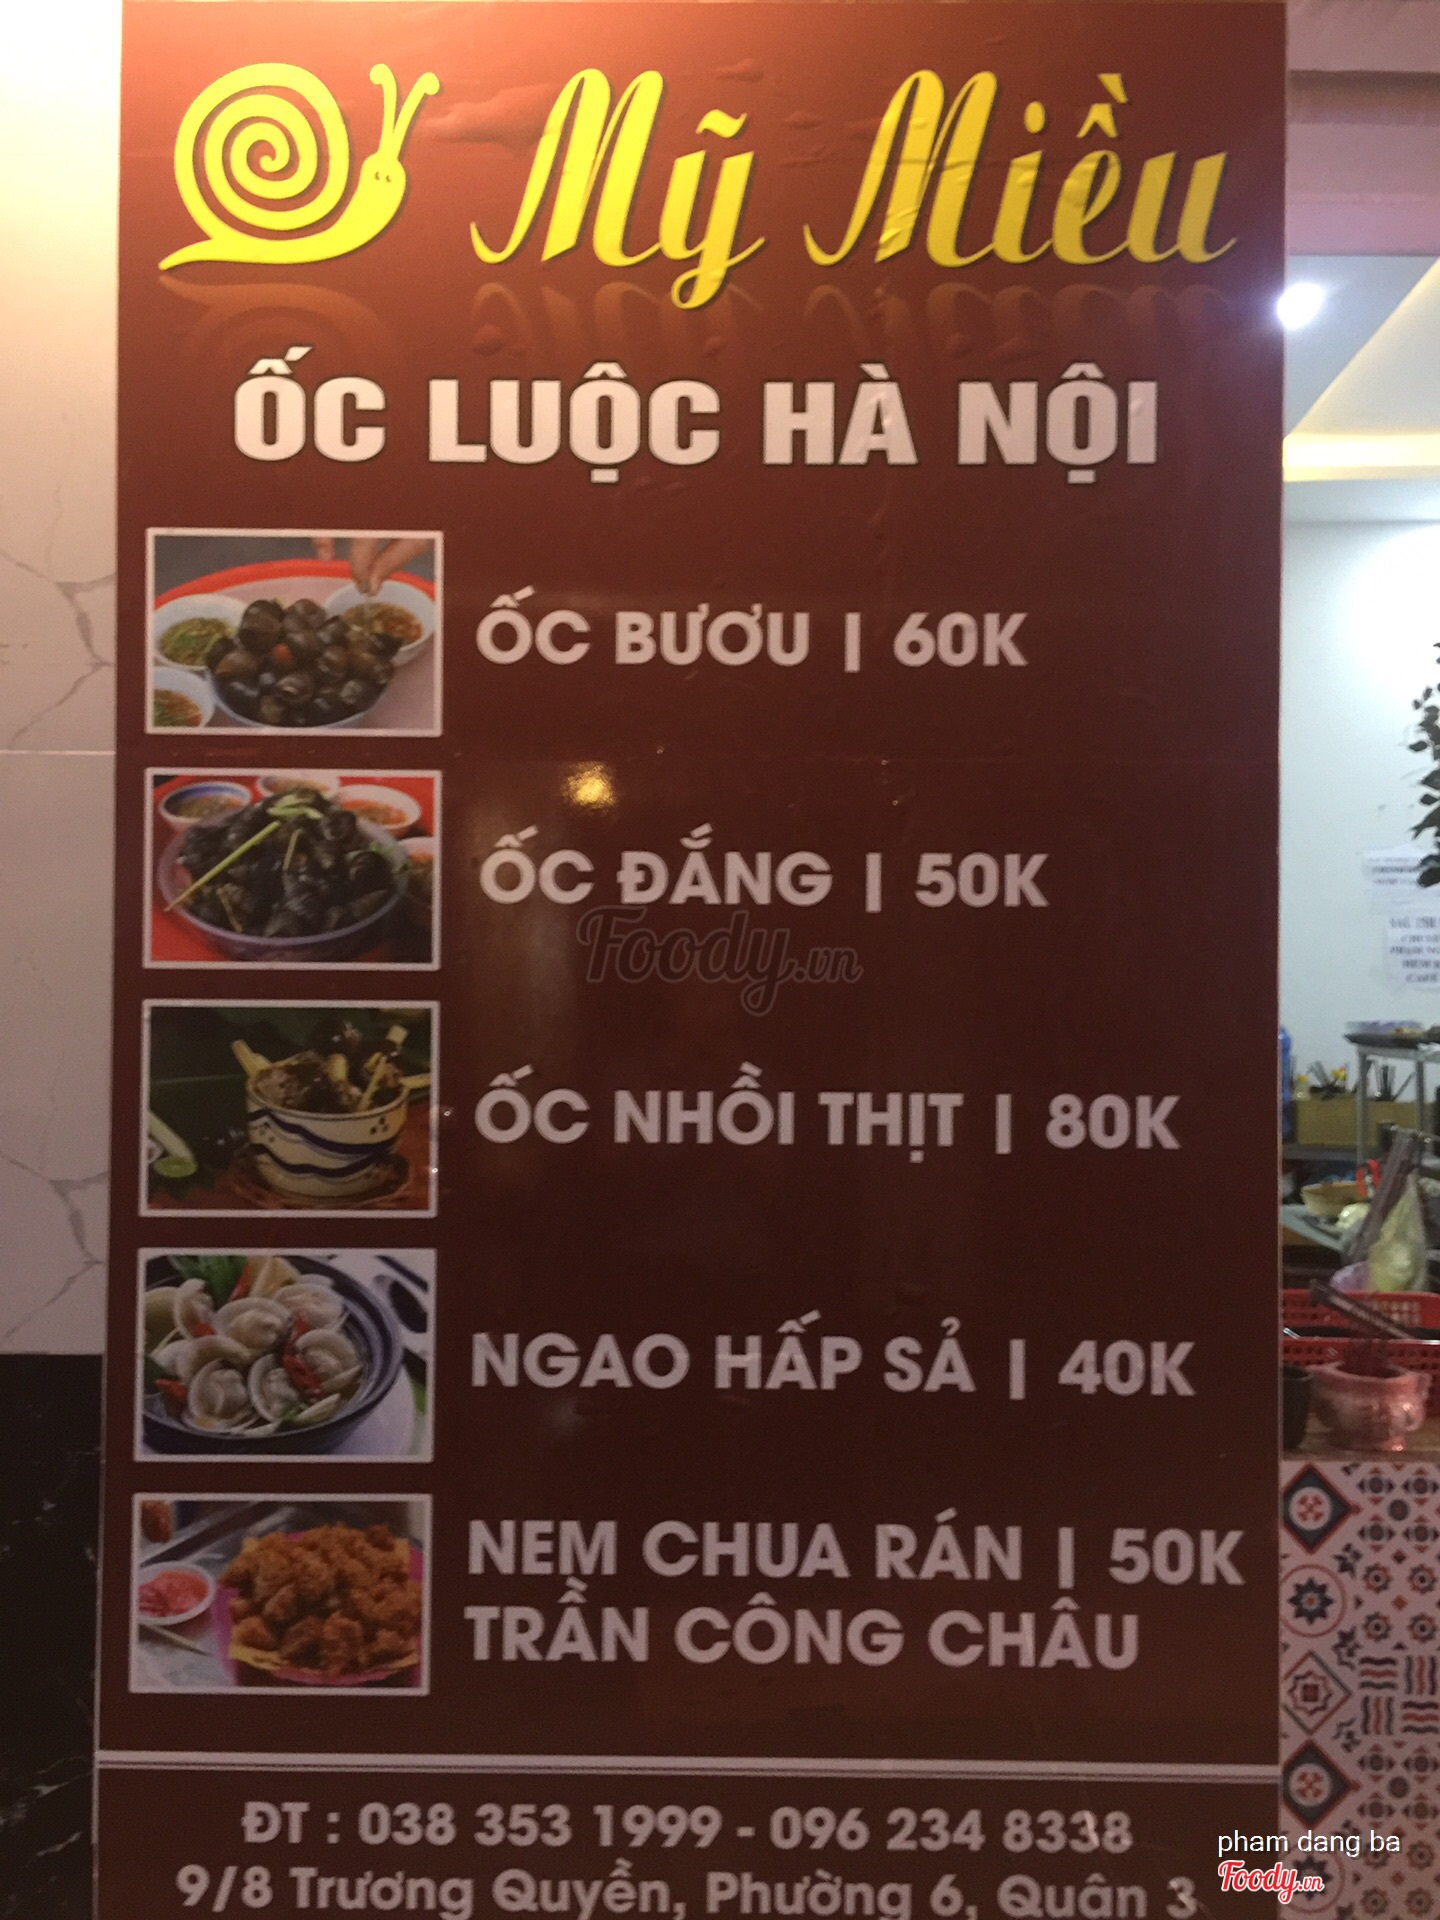 Mỹ Miều
ỐC LUỘC HÀ NỘI
ỐC BƯƠU | 60K
ỐC ĐẮNG | 50K
Foody.vn
ỐC NHỒI THỊT | 80K
NGAO HẤP SẢ | 40K
NEM CHUA RÁN | 50K
TRẦN CÔNG CHÂU
ĐT : 038 353 1999 - 096 234 8338
9/8 Trương Quyền, Phường 6, Quận 3
pham dang ba
Foody.vn